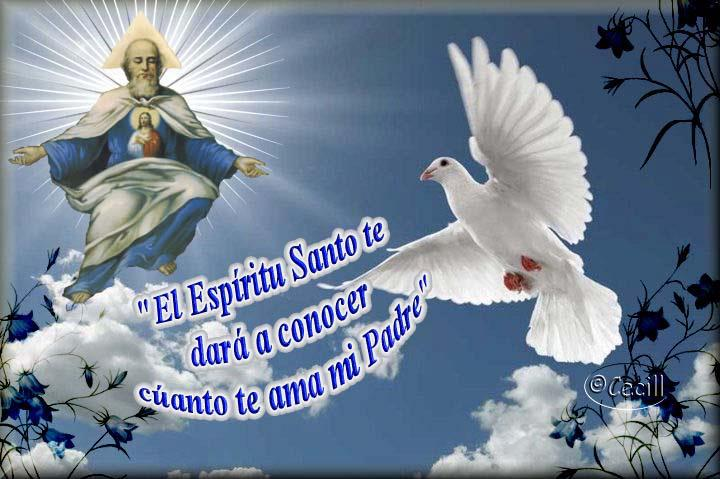 "El Espíritu Santo te
dará a conocer
cúanto te ama mi Padre"
©Cecill